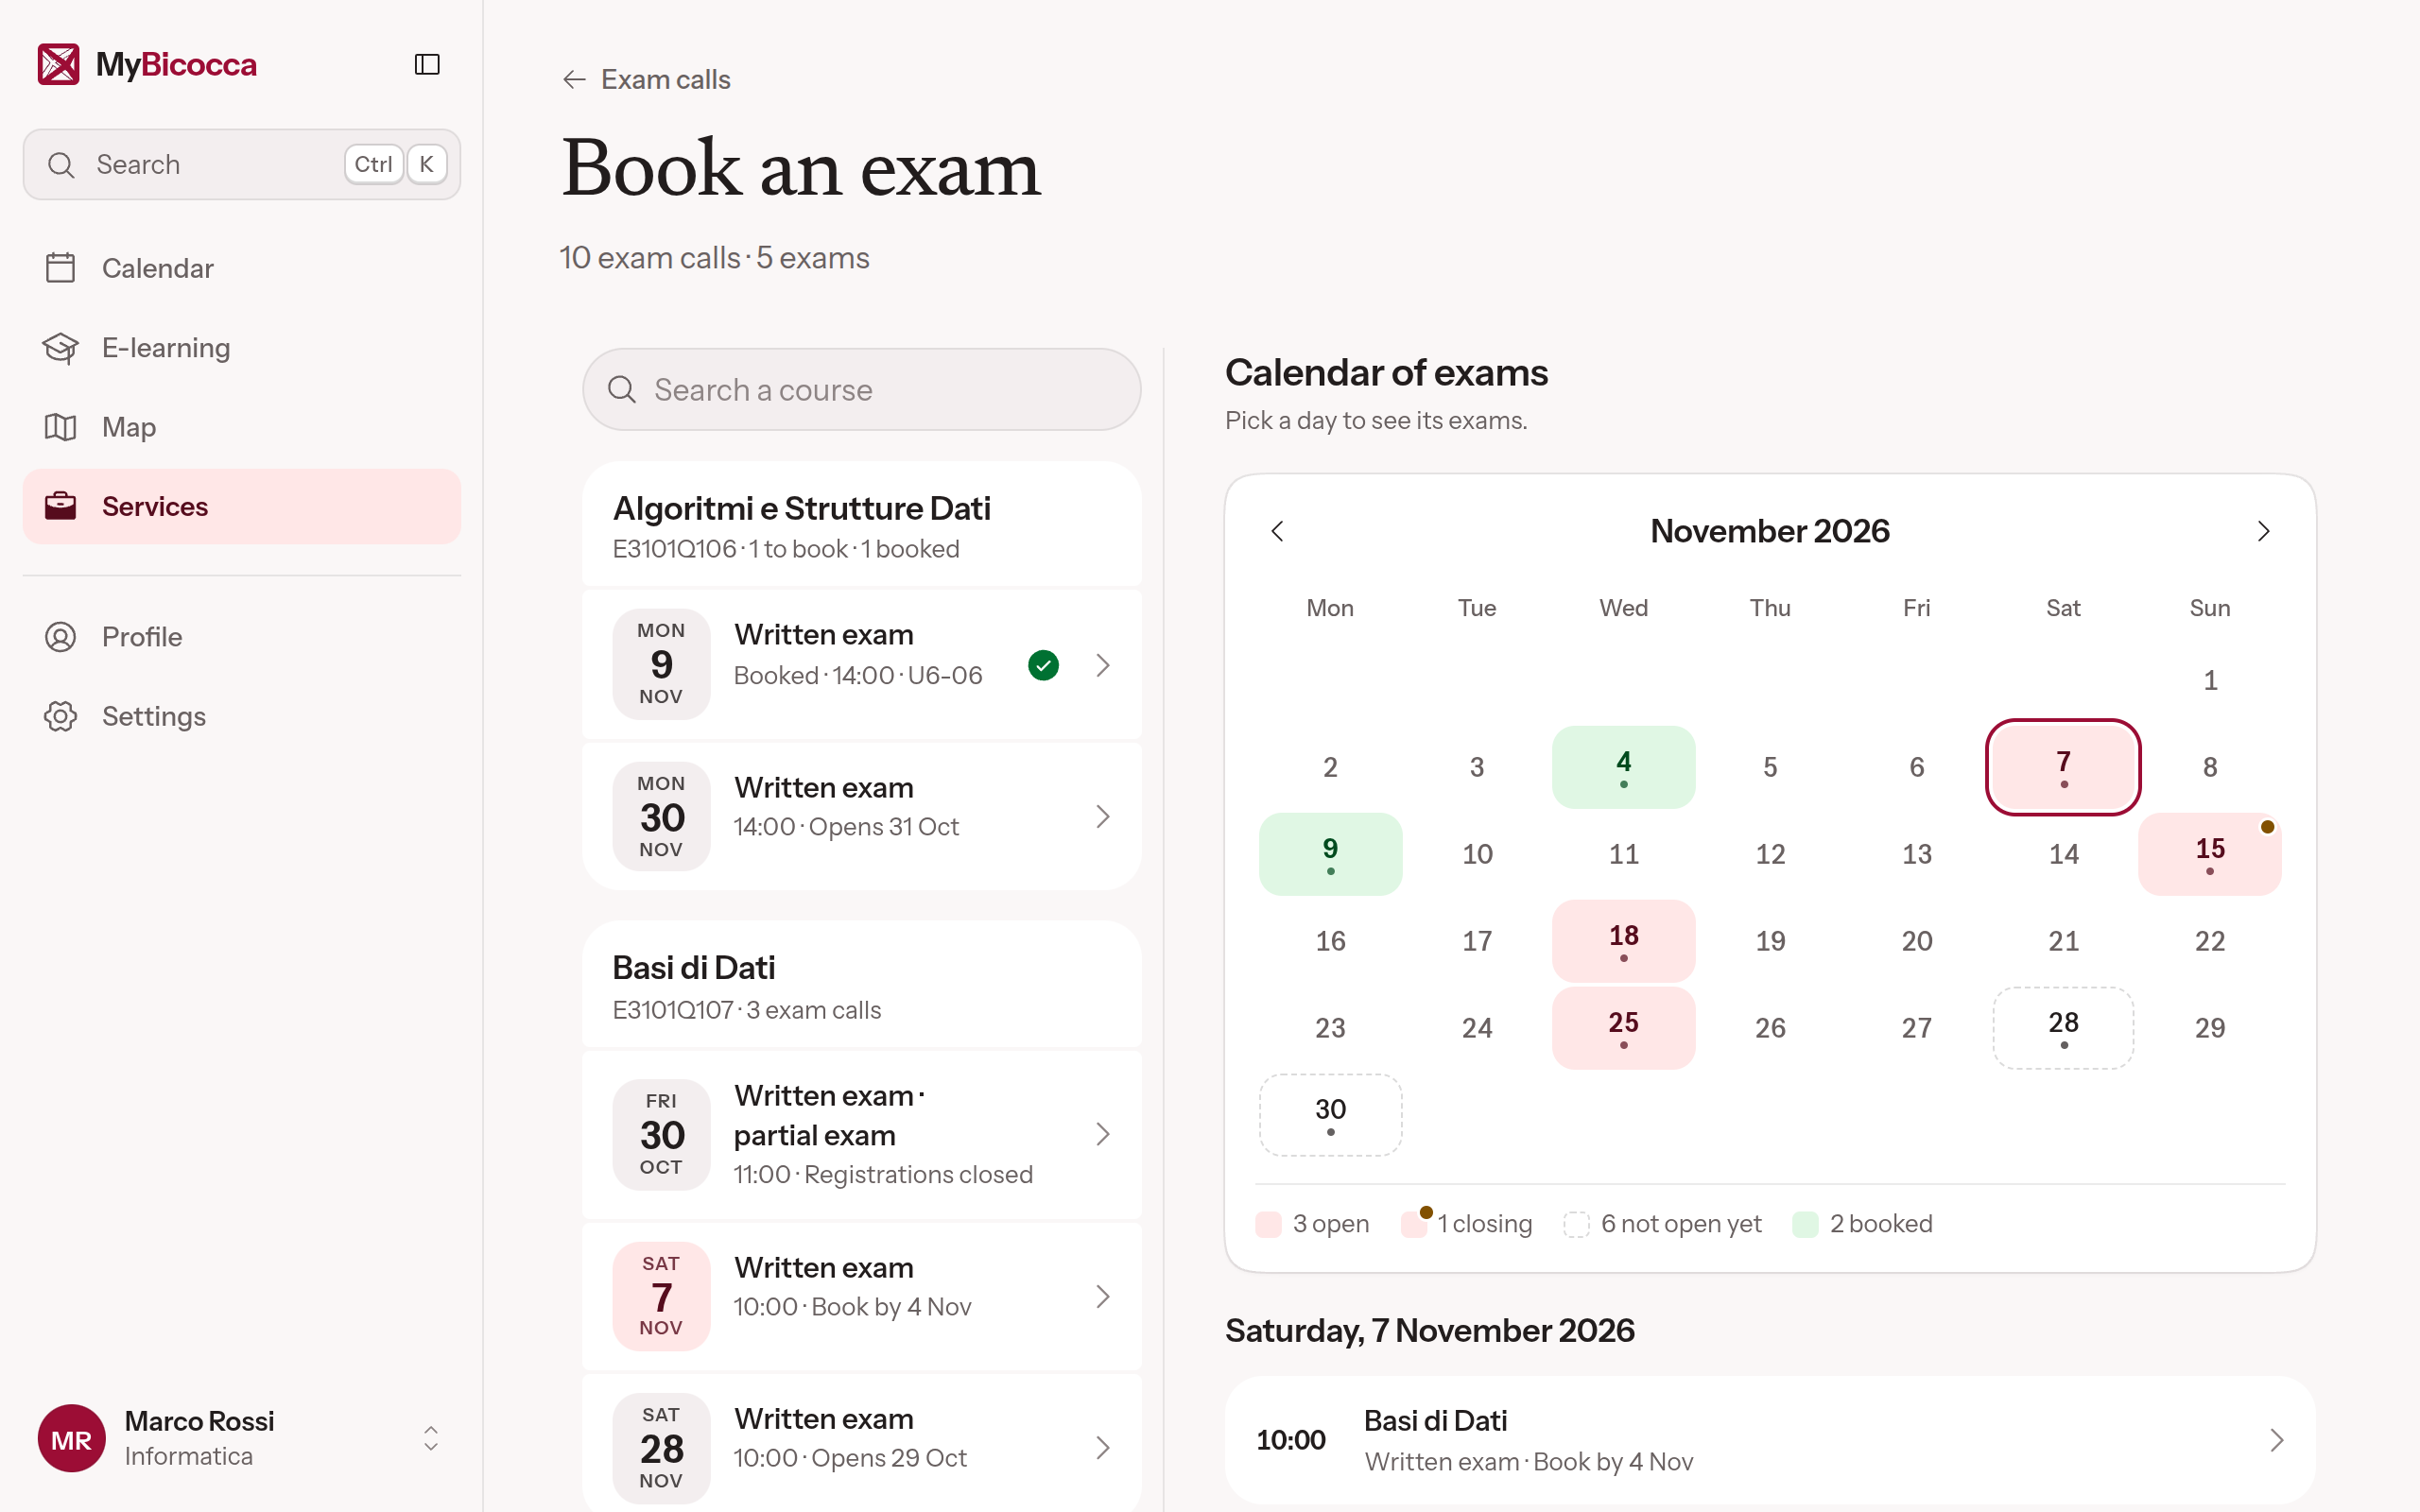 MyBicocca
Search Ctrl K
Calendar
E-learning
Map
Services
Profile
Settings
MR
Marco Rossi
Informatica
Exam calls
Book an exam
10 exam calls · 5 exams
Search a course
Algoritmi e Strutture Dati
E3101Q106 · 1 to book · 1 booked
MON
9
NOV
Written exam
Booked · 14:00 · U6-06
MON
30
NOV
Written exam
14:00 · Opens 31 Oct
Basi di Dati
E3101Q107 · 3 exam calls
FRI
30
OCT
Written exam ·
partial exam
11:00 · Registrations closed
SAT
7
NOV
Written exam
10:00 · Book by 4 Nov
SAT
28
NOV
Written exam
10:00 · Opens 29 Oct
Calendar of exams
Pick a day to see its exams.
November 2026
Mon Tue Wed Thu Fri Sat Sun
1
2 3 4 5 6 7 8
9 10 11 12 13 14 15
16 17 18 19 20 21 22
23 24 25 26 27 28 29
30
3 open 1 closing 6 not open yet 2 booked
Saturday, 7 November 2026
10:00
Basi di Dati
Written exam · Book by 4 Nov